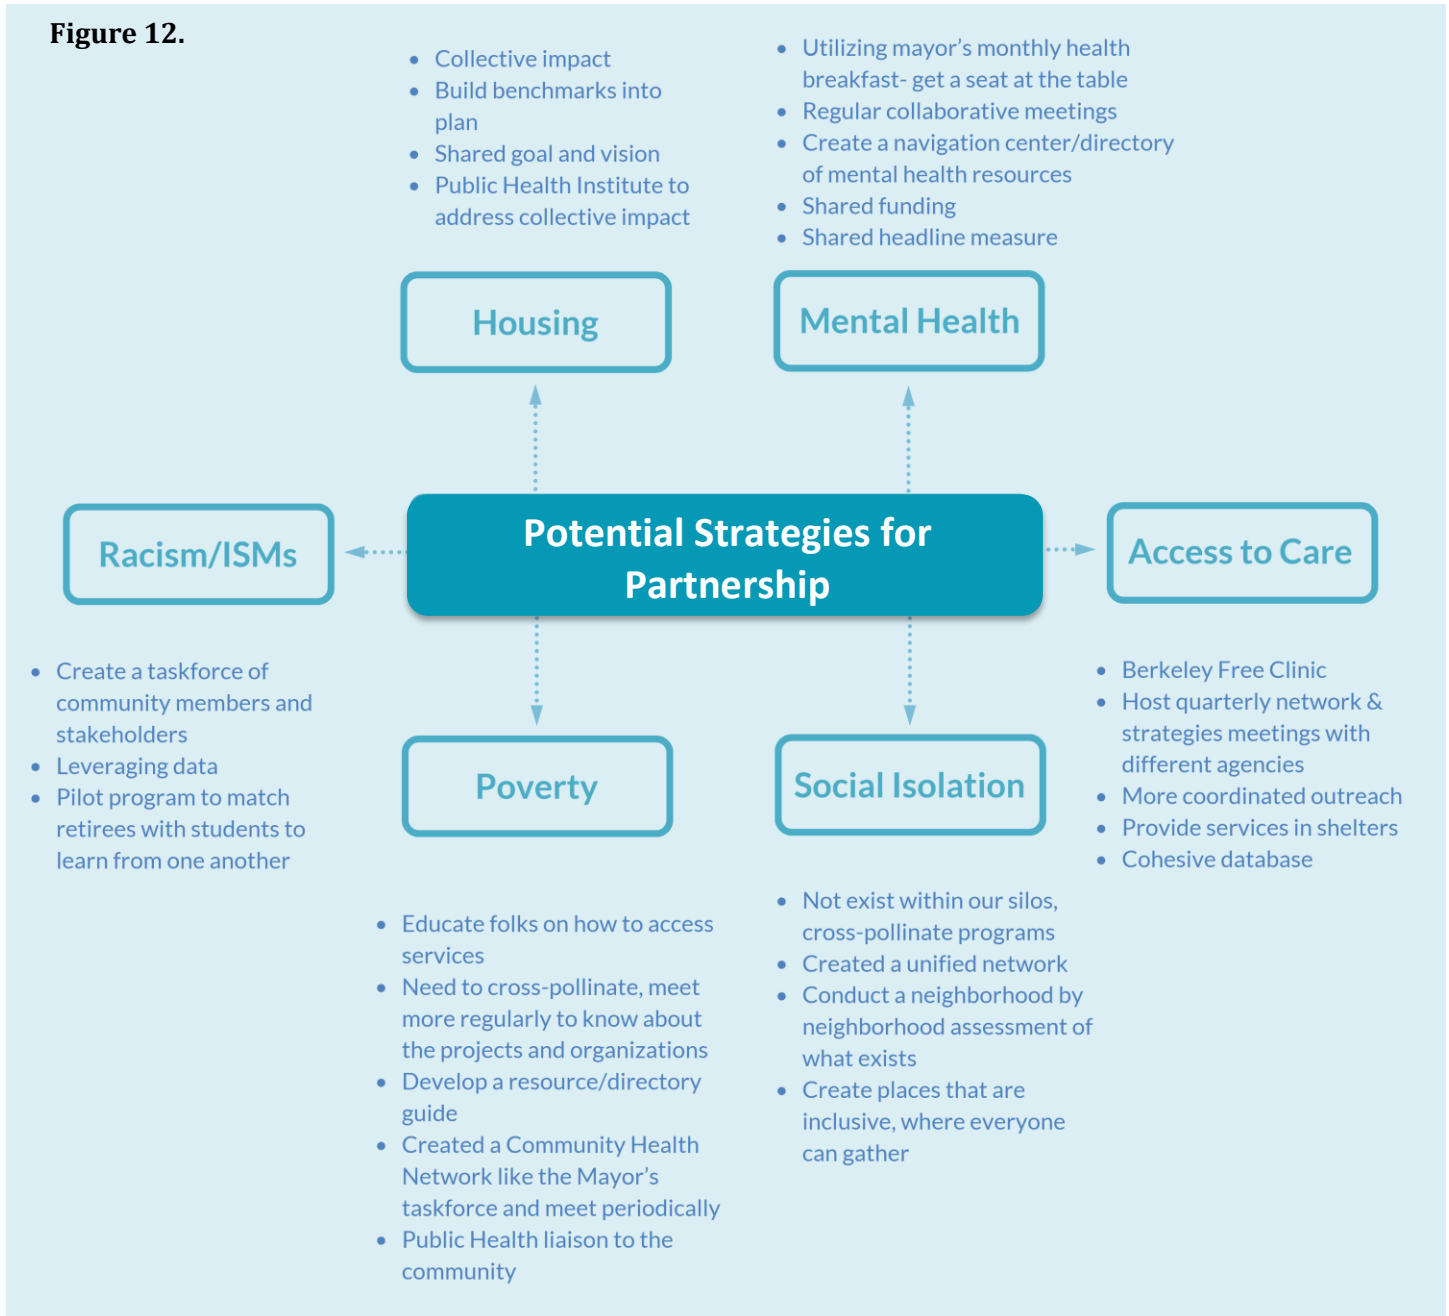 Figure 12.
• Collective impact
• Build benchmarks into
plan
• Shared goal and vision
• Public Health Institute to
address collective impact
• Utilizing mayor’s monthly health
breakfast- get a seat at the table
• Regular collaborative meetings
• Create a navigation center/directory
of mental health resources
• Shared funding
• Shared headline measure
Housing
Mental Health
Racism/ISMs
Potential Strategies for
Partnership
Access to Care
• Create a taskforce of
community members and
stakeholders
• Leveraging data
• Pilot program to match
retirees with students to
learn from one another
Poverty
Social Isolation
• Berkeley Free Clinic
• Host quarterly network &
strategies meetings with
different agencies
• More coordinated outreach
• Provide services in shelters
• Cohesive database
• Educate folks on how to access
services
• Need to cross-pollinate, meet
more regularly to know about
the projects and organizations
• Develop a resource/directory
guide
• Created a Community Health
Network like the Mayor’s
taskforce and meet periodically
• Public Health liaison to the
community
• Not exist within our silos,
cross-pollinate programs
• Created a unified network
• Conduct a neighborhood by
neighborhood assessment of
what exists
• Create places that are
inclusive, where everyone
can gather